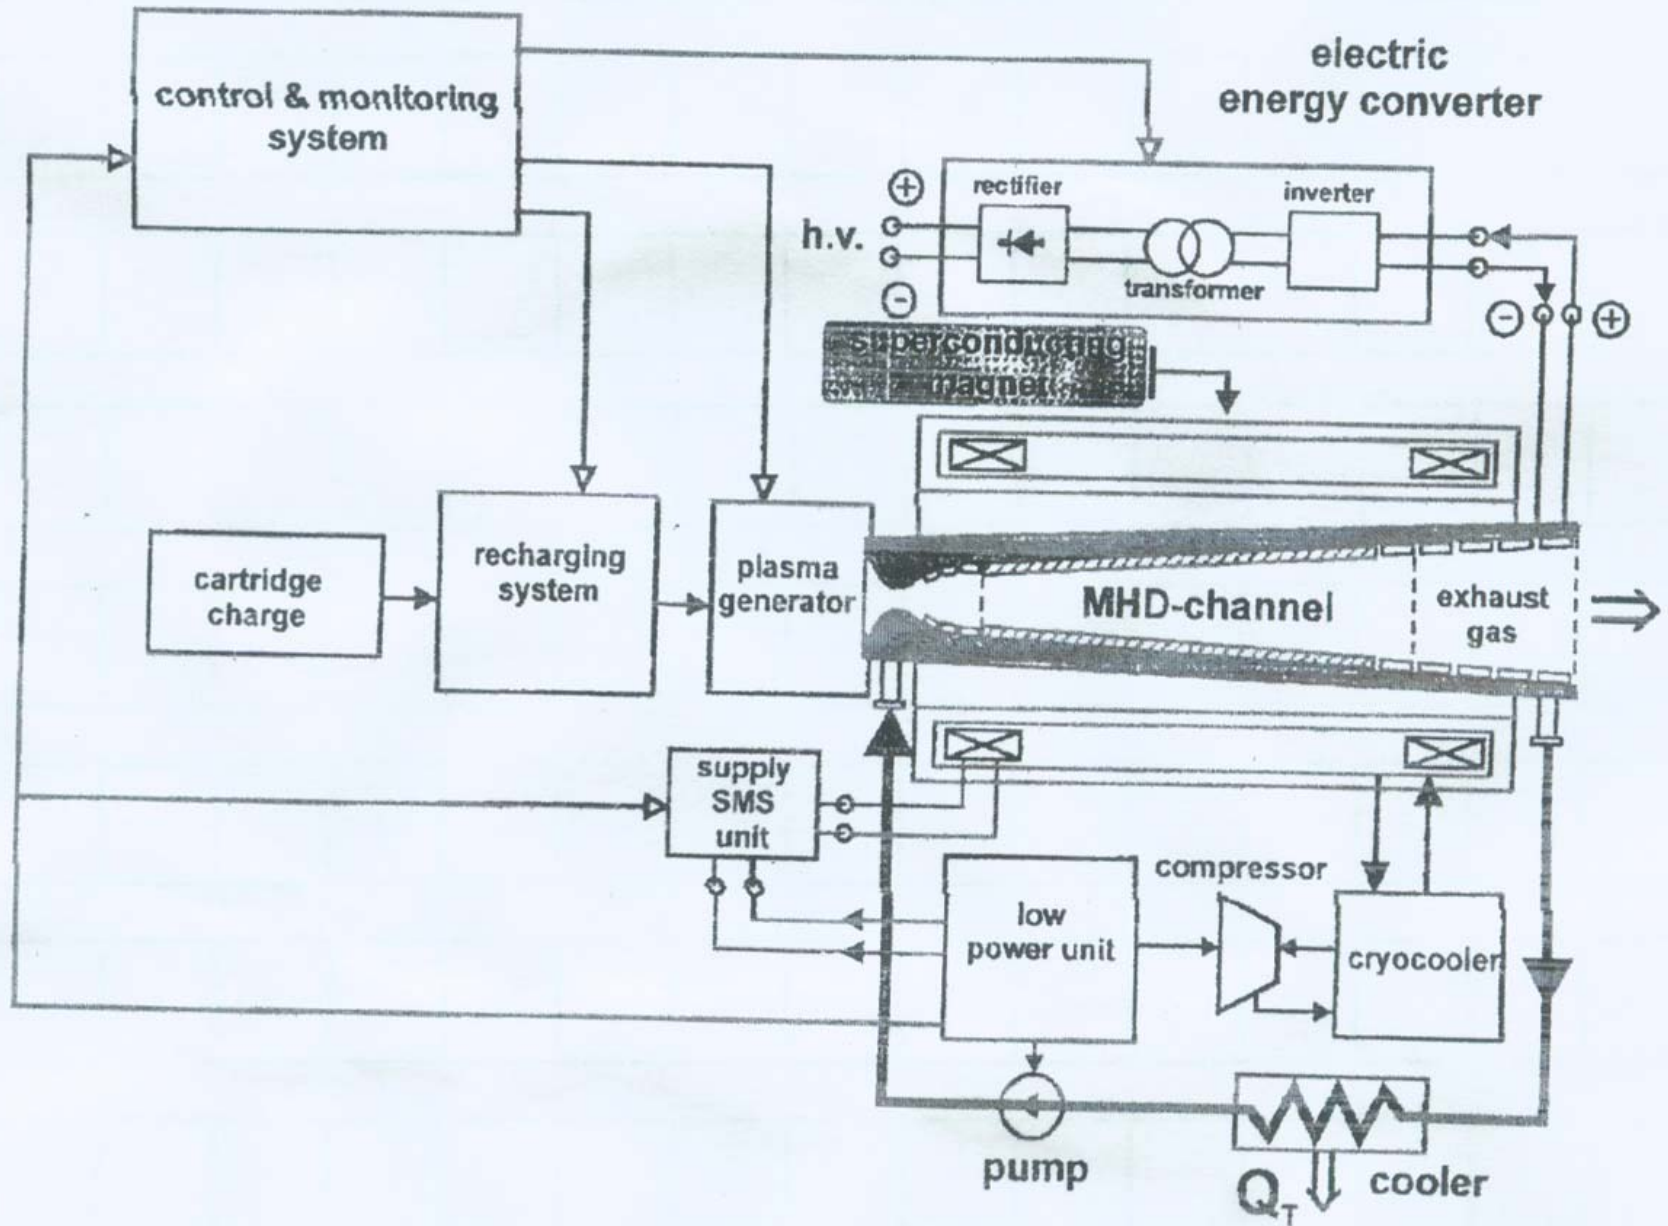 control & monitoring
system
electric
energy converter
rectifier
inverter
+
h.v.
-
transformer
-
+
superconducting
magnet
cartridge
charge
recharging
system
plasma
generator
MHD-channel
exhaust
gas
supply
SMS
unit
low
power unit
compressor
cryocooler
pump
cooler
QT